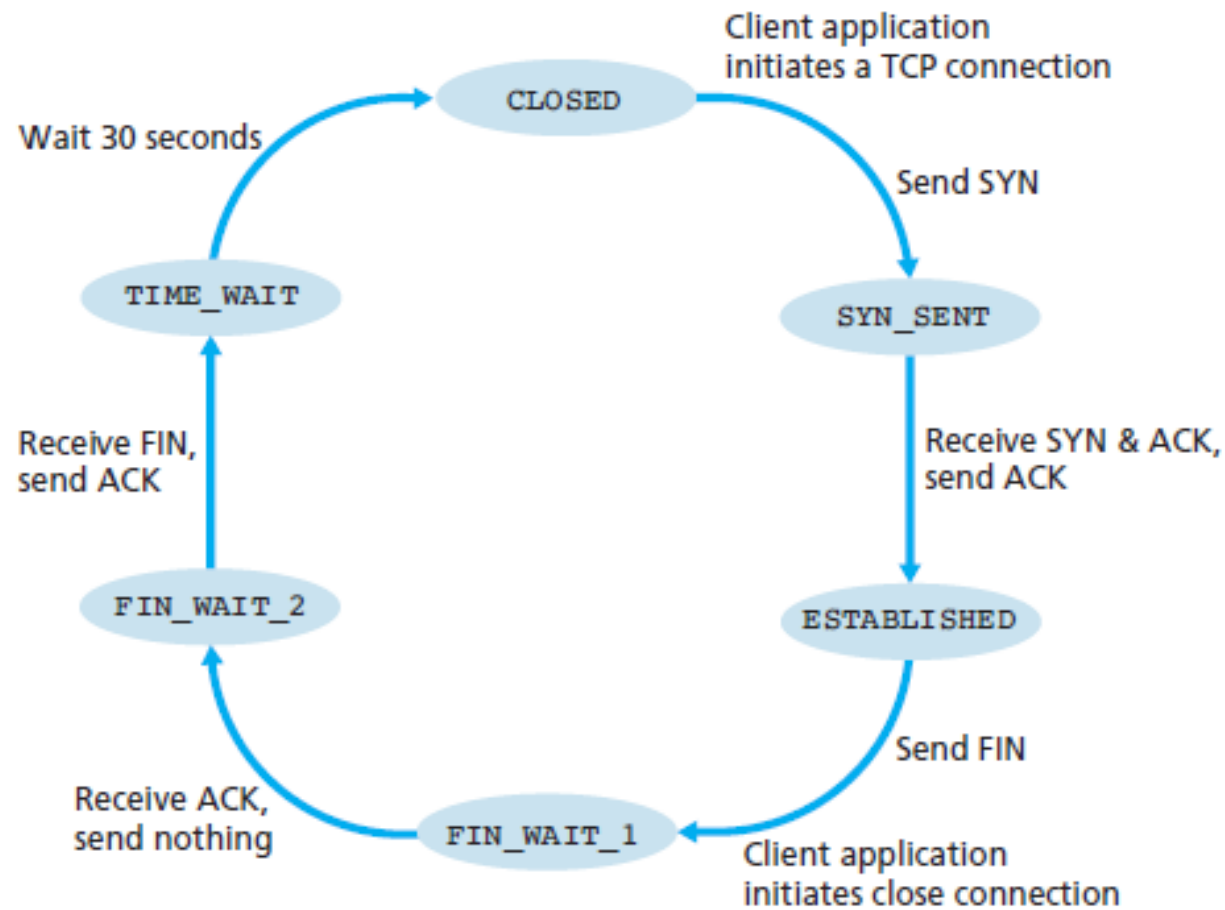 Client application
initiates a TCP connection
CLOSED
Wait 30 seconds
Send SYN
TIME_WAIT
SYN_SENT
Receive FIN,
send ACK
Receive SYN & ACK,
send ACK
FIN_WAIT_2
ESTABLISHED
Send FIN
Receive ACK,
send nothing
FIN_WAIT_1
Client application
initiates close connection